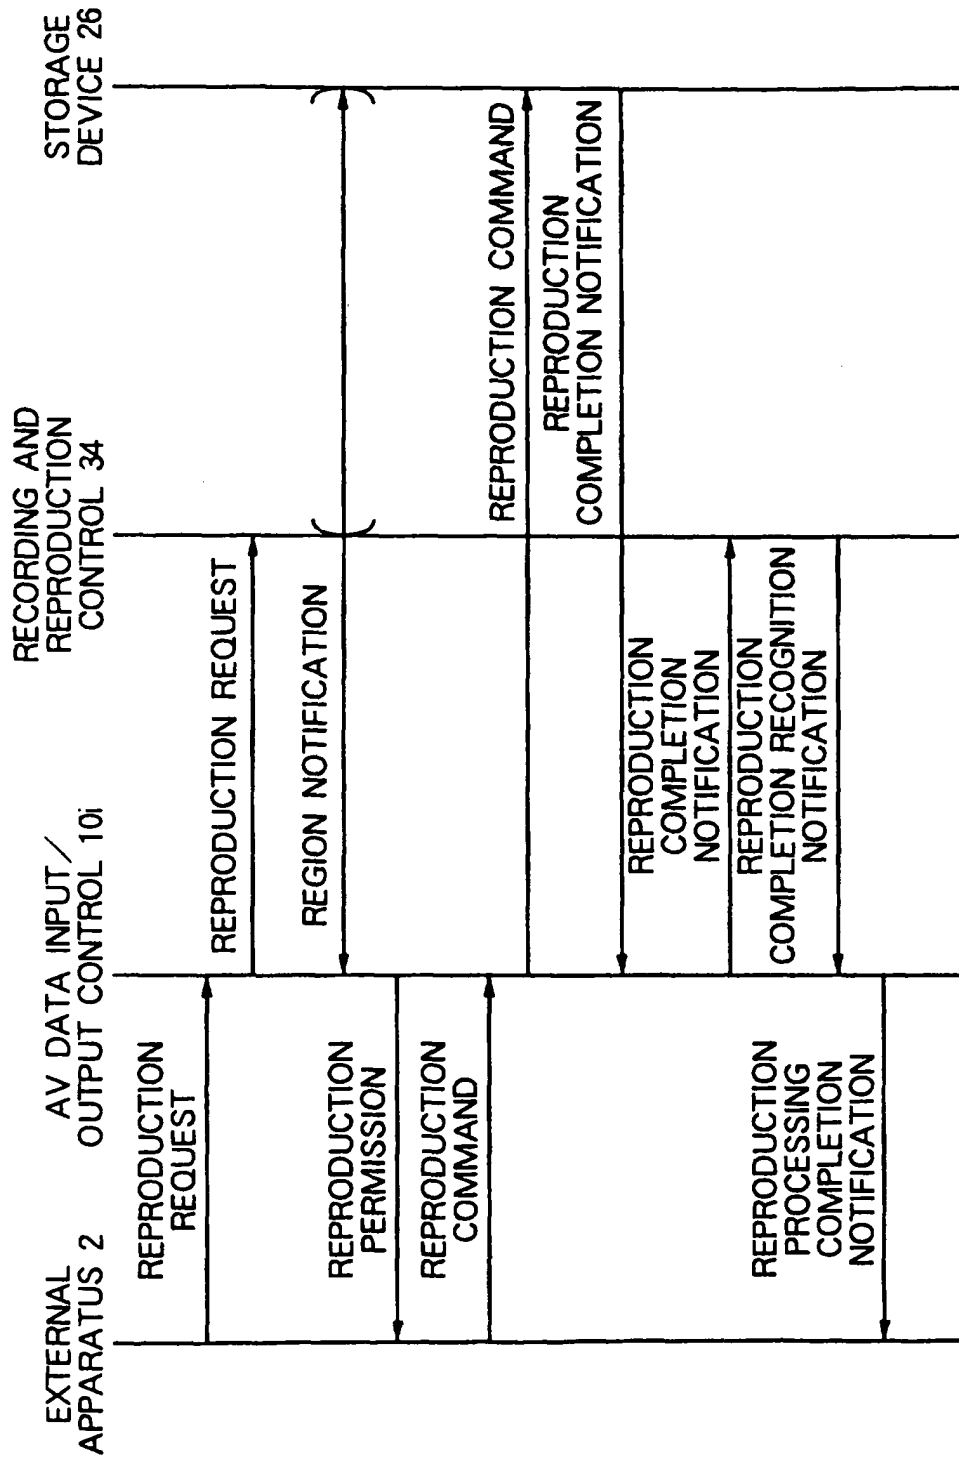 EXTERNAL
APPARATUS 2
AV DATA INPUT/
OUTPUT CONTROL 10i
RECORDING AND
REPRODUCTION
CONTROL 34
STORAGE
DEVICE 26
REPRODUCTION
REQUEST
REPRODUCTION REQUEST
REGION NOTIFICATION
REPRODUCTION
PERMISSION
REPRODUCTION
COMMAND
REPRODUCTION COMMAND
REPRODUCTION
COMPLETION NOTIFICATION
REPRODUCTION
COMPLETION
NOTIFICATION
REPRODUCTION
COMPLETION RECOGNITION
NOTIFICATION
REPRODUCTION
PROCESSING
COMPLETION
NOTIFICATION